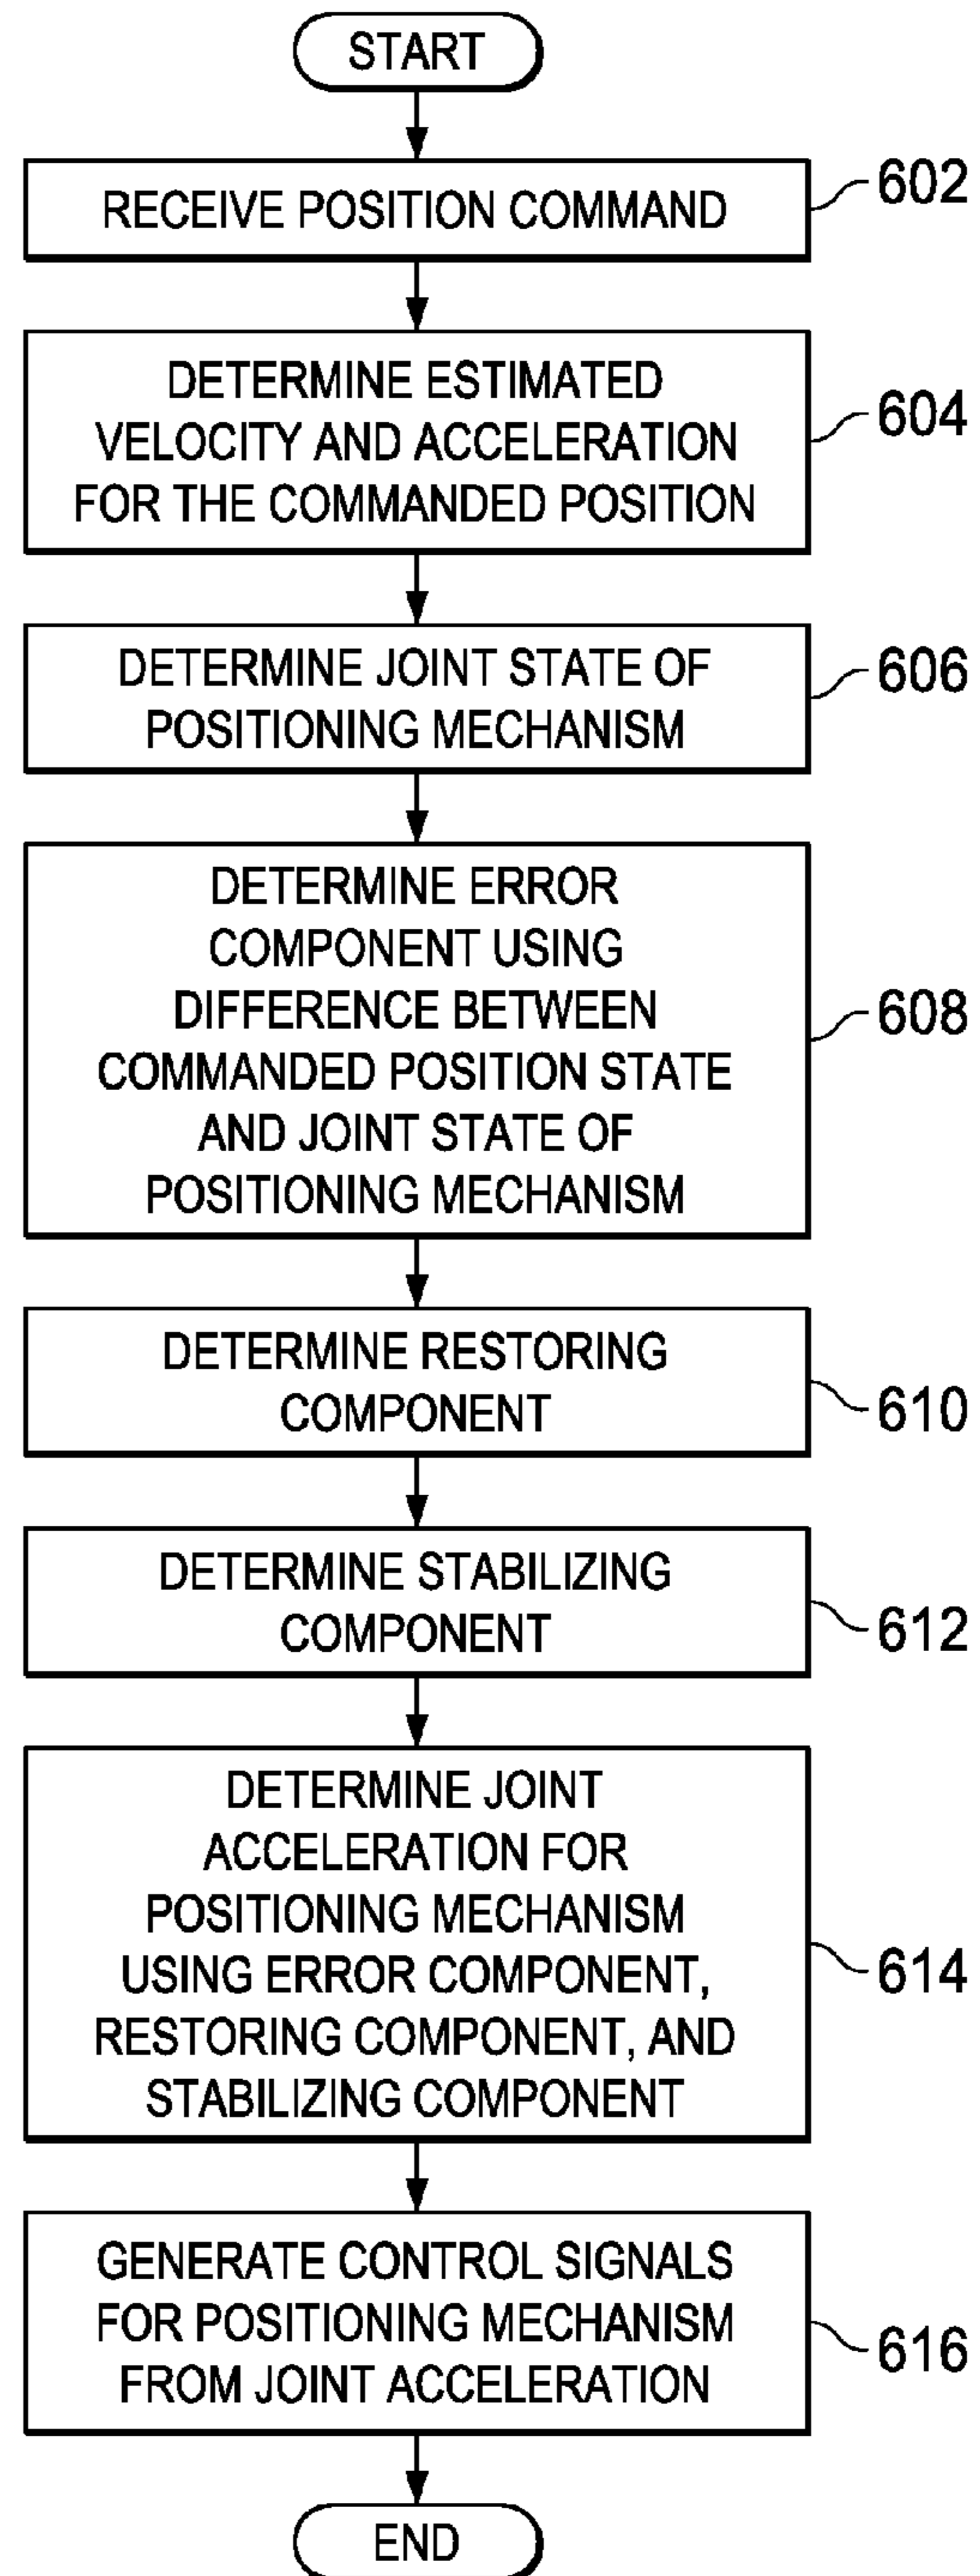 START
RECEIVE POSITION COMMAND
602
DETERMINE ESTIMATED
VELOCITY AND ACCELERATION
FOR THE COMMANDED POSITION
604
DETERMINE JOINT STATE OF
POSITIONING MECHANISM
606
DETERMINE ERROR
COMPONENT USING
DIFFERENCE BETWEEN
COMMANDED POSITION STATE
AND JOINT STATE OF
POSITIONING MECHANISM
608
DETERMINE RESTORING
COMPONENT
610
DETERMINE STABILIZING
COMPONENT
612
DETERMINE JOINT
ACCELERATION FOR
POSITIONING MECHANISM
USING ERROR COMPONENT,
RESTORING COMPONENT, AND
STABILIZING COMPONENT
614
GENERATE CONTROL SIGNALS
FOR POSITIONING MECHANISM
FROM JOINT ACCELERATION
616
END